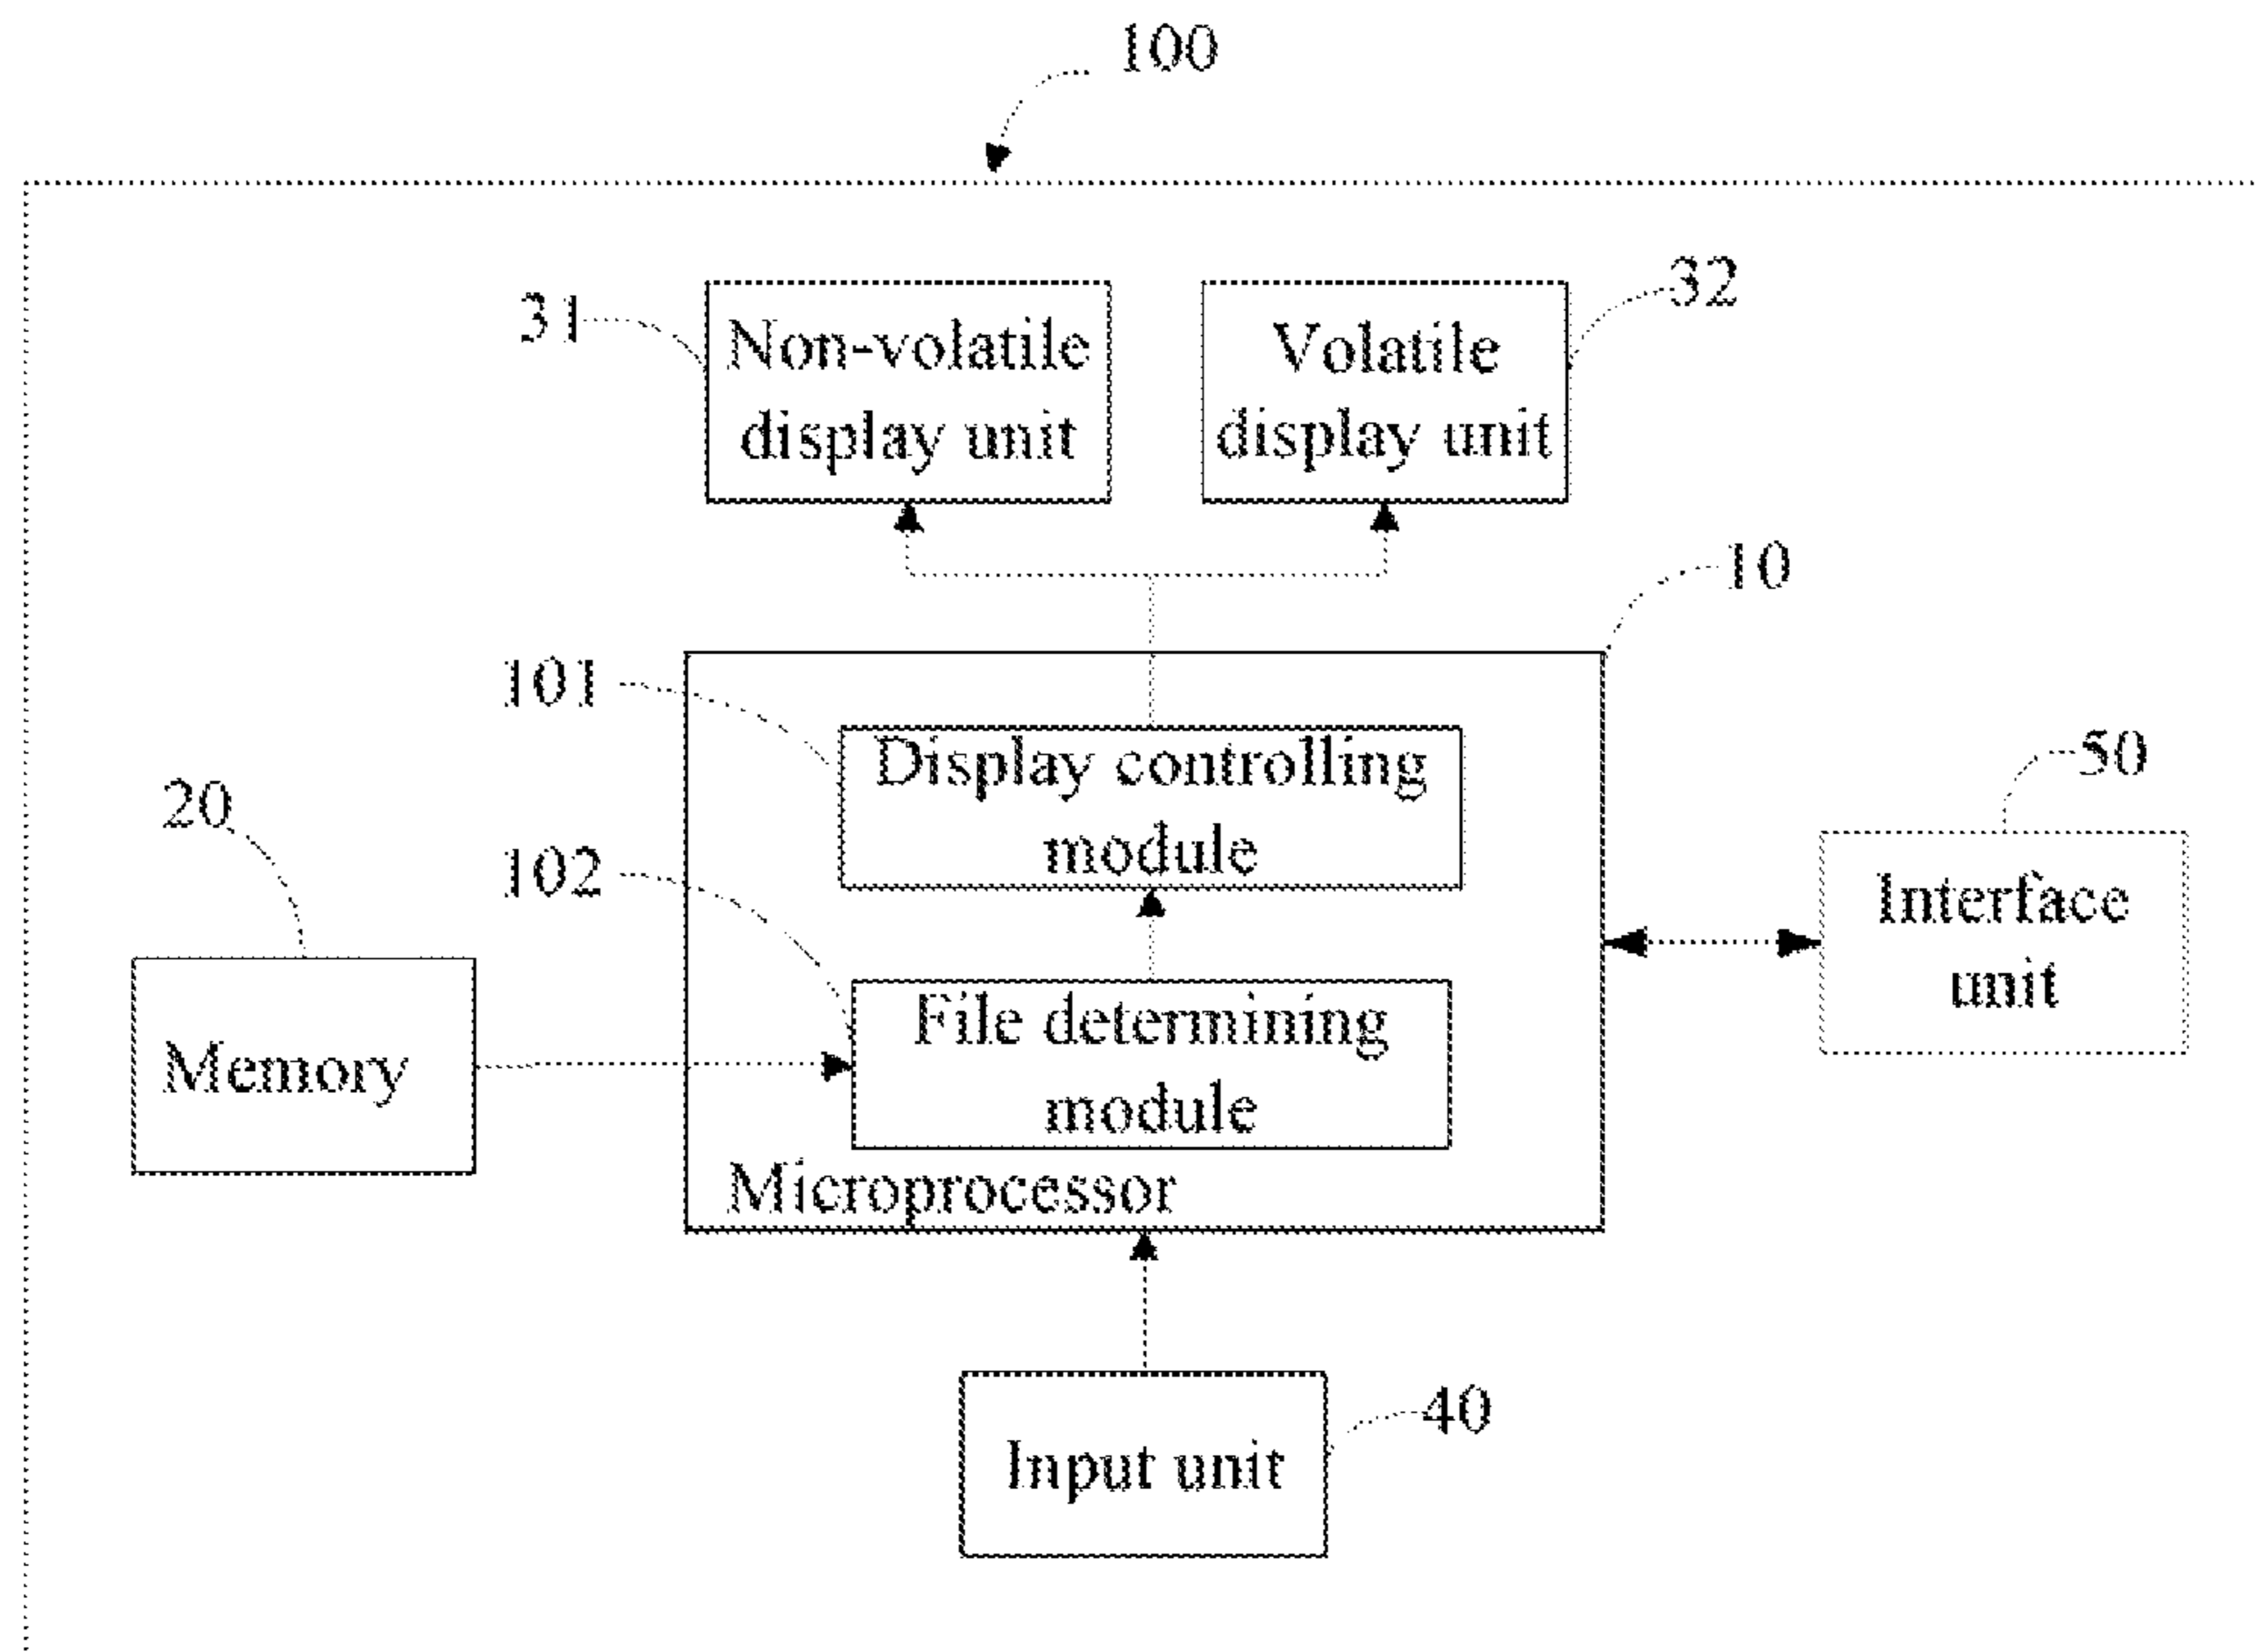 100
31
Non-volatile
display unit
Volatile
display unit
32
10
101
Display controlling
module
20
102
50
Interface
unit
File determining
module
Memory
Microprocessor
Input unit
40